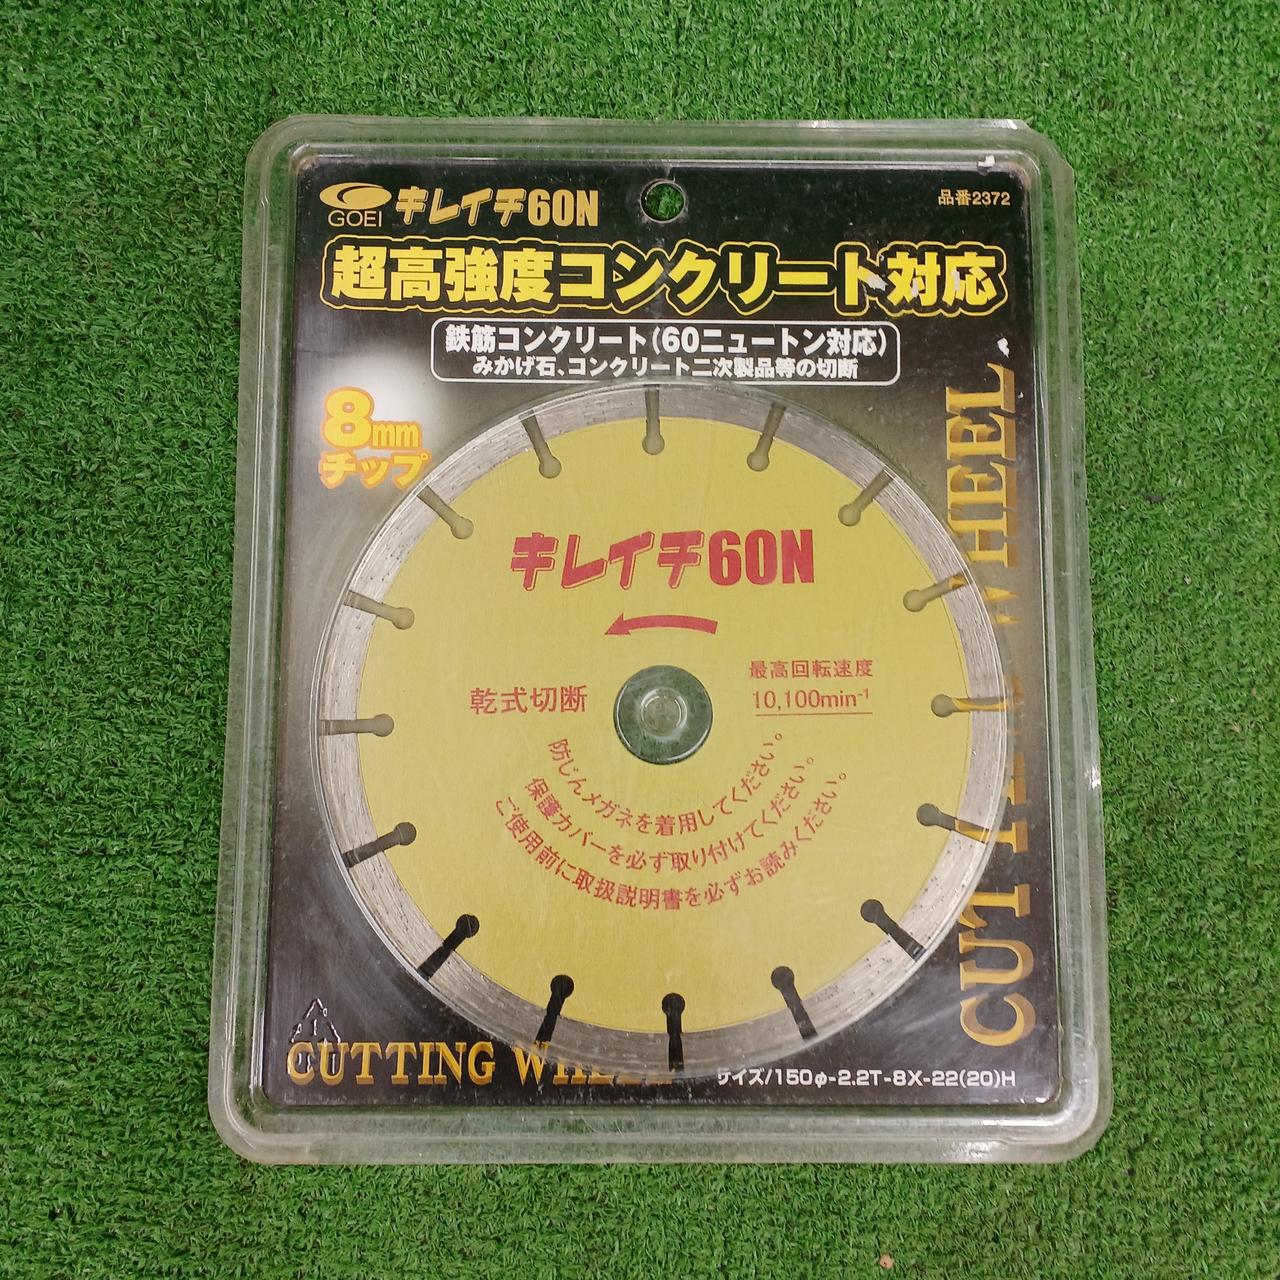 GOEI キレイチ60N
品番2372
超高強度コンクリート対応
鉄筋コンクリート(60ニュートン対応)
みかげ石、コンクリート二次製品等の切断
8mm
チップ
キレイチ60N
乾式切断
最高回転速度
10,100min⁻¹
防じんメガネを着用してください。
保護カバーを必ず取り付けてください。
ご使用前に取扱説明書を必ずお読みください。
CUTTING
サイズ/150φ-2.2T-8X-22(20)H